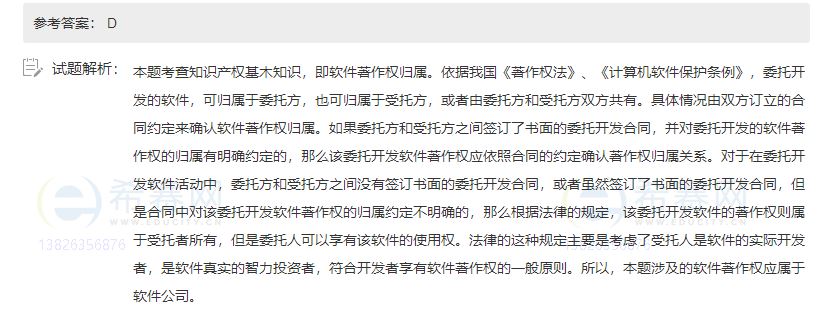 参考答案： D
试题解析：
本题考查知识产权基木知识，即软件著作权归属。依据我国《著作权法》、《计算机软件保护条例》，委托开
发的软件，可归属于委托方，也可归属于受托方，或者由委托方和受托方双方共有。具体情况由双方订立的合
同约定来确认软件著作权归属。如果委托方和受托方之间签订了书面的委托开发合同，并对委托开发的软件著
作权的归属有明确约定的，那么该委托开发软件著作权应依照合同的约定确认著作权归属关系。对于在委托开
发软件活动中，委托方和受托方之间没有签订书面的委托开发合同，或者虽然签订了书面的委托开发合同，但
是合同中对该委托开发软件著作权的归属约定不明确的，那么根据法律的规定，该委托开发软件的著作权则属
于受托者所有，但是委托人可以享有该软件的使用权。法律的这种规定主要是考虑了受托人是软件的实际开发
者，是软件真实的智力投资者，符合开发者享有软件著作权的一般原则。所以，本题涉及的软件著作权应属于
软件公司。
希赛网
EDUCITY.CN
13826356876
希赛网
EDUCITY.CN